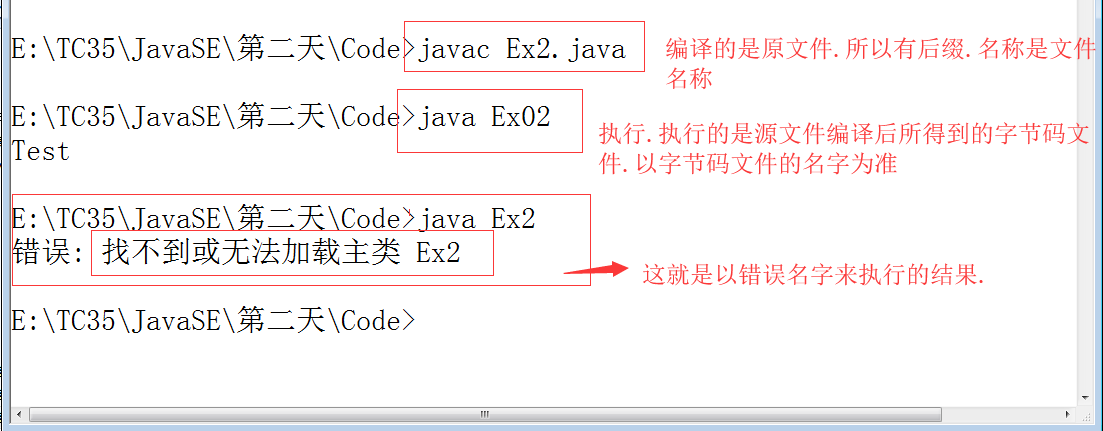 E:\TC35\JavaSE\第二天\Code>javac Ex2.java
编译的是原文件.所以有后缀.名称是文件
名称
E:\TC35\JavaSE\第二天\Code>java Ex02
Test
执行.执行的是源文件编译后所得到的字节码文
件.以字节码文件的名字为准
E:\TC35\JavaSE\第二天\Code>java Ex2
错误: 找不到或无法加载主类 Ex2
这就是以错误名字来执行的结果.
E:\TC35\JavaSE\第二天\Code>